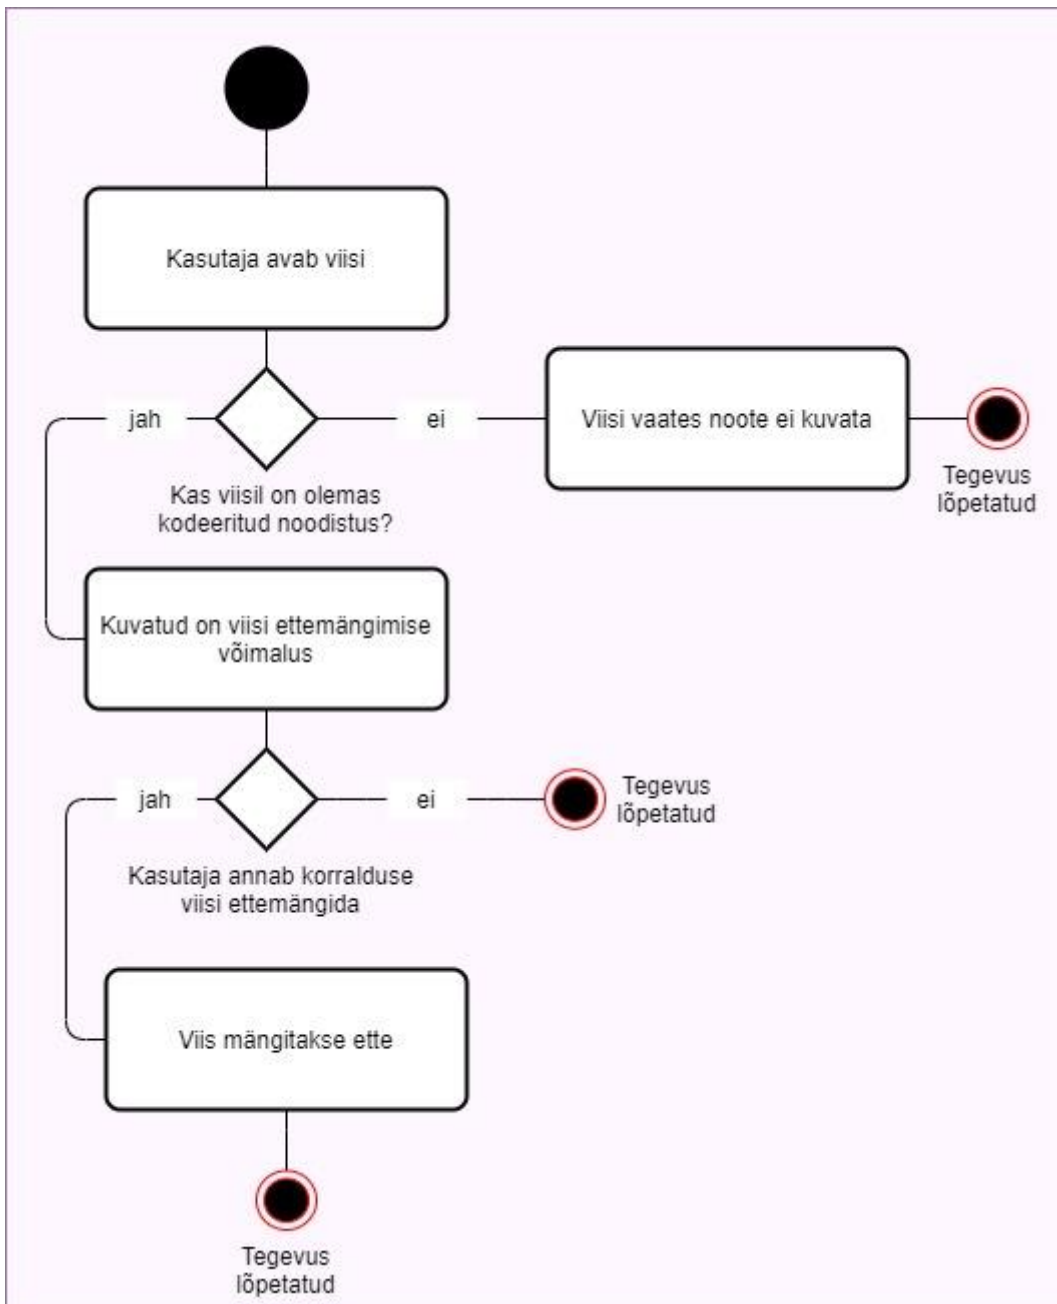 Kasutaja avab viisi
jah
ei
Viisi vaates noote ei kuvata
Tegevus
lõpetatud
Kas viisil on olemas
kodeeritud noodistus?
Kuvatud on viisi ettemängimise
võimalus
jah
ei
Tegevus
lõpetatud
Kasutaja annab korralduse
viisi ettemängida
Viis mängitakse ette
Tegevus
lõpetatud